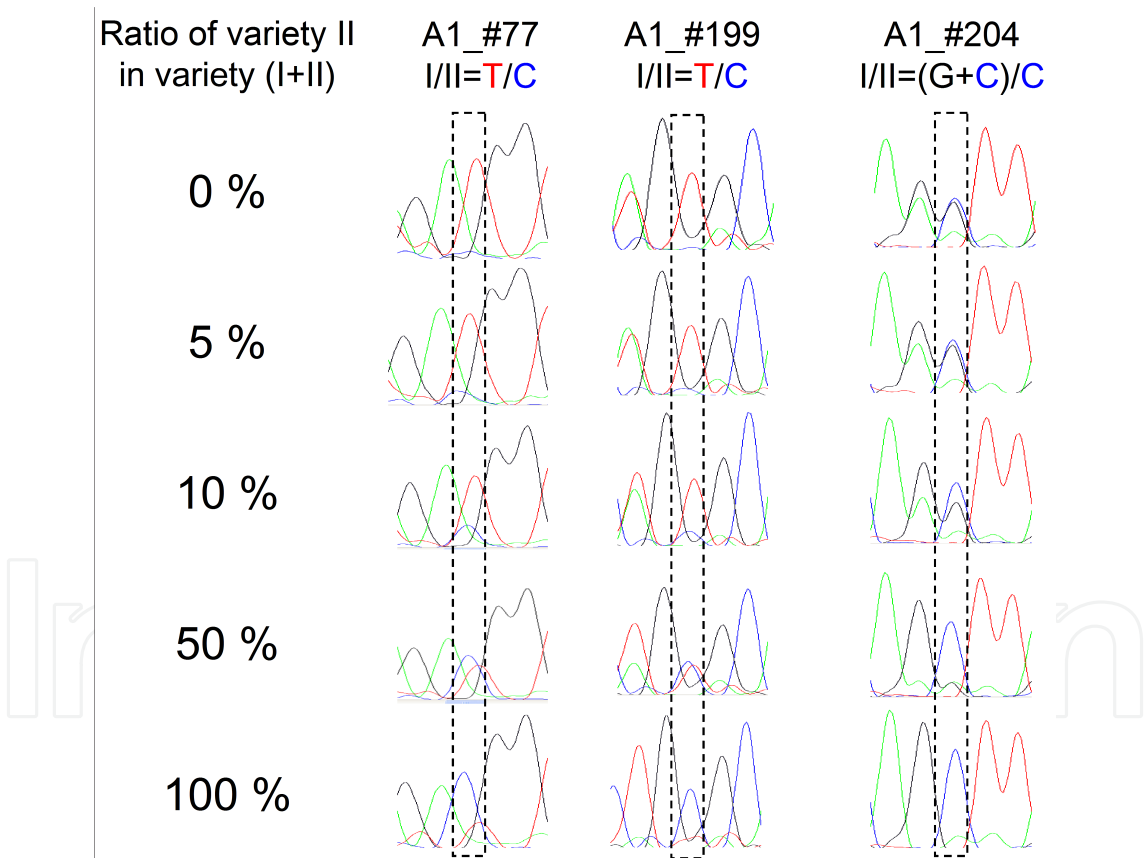 Ratio of variety II
in variety (I+II)
A1_#77
I/II=T/C
A1_#199
I/II=T/C
A1_#204
I/II=(G+C)/C
0 %
5 %
10 %
50 %
100 %